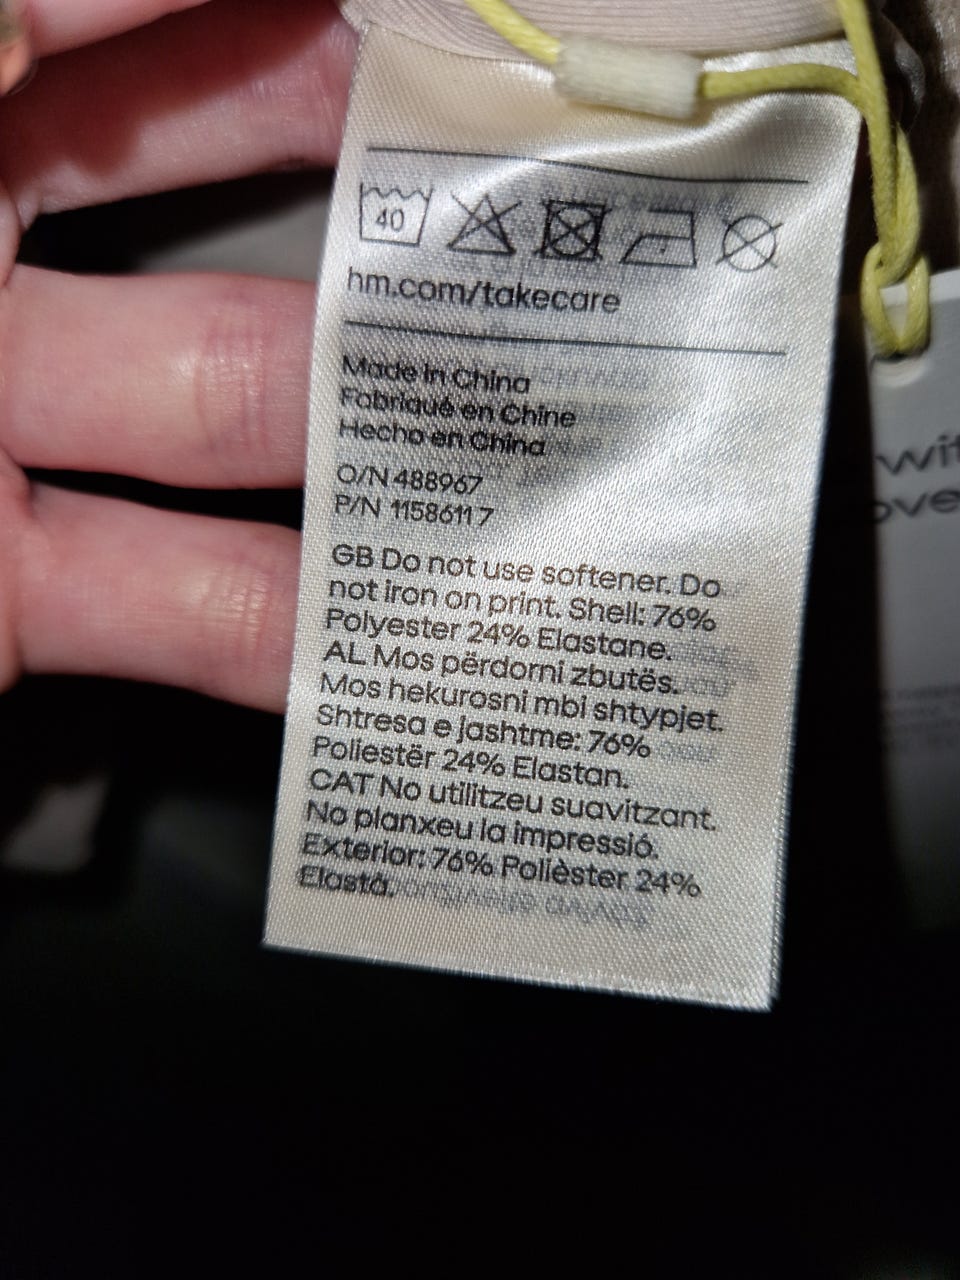 40
hm.com/takecare
Made in China
Fabriqué en Chine
Hecho en China
O/N 488967
P/N 11586117
GB Do not use softener. Do
not iron on print. Shell: 76%
Polyester 24% Elastane.
AL Mos përdorni zbutës.
Mos hekurosni mbi shtypjet.
Shtresa e jashtme: 76%
Poliestër 24% Elastan.
CAT No utilitzeu suavitzant.
No planxeu la impressió.
Exterior: 76% Polièster 24%
Elastà.